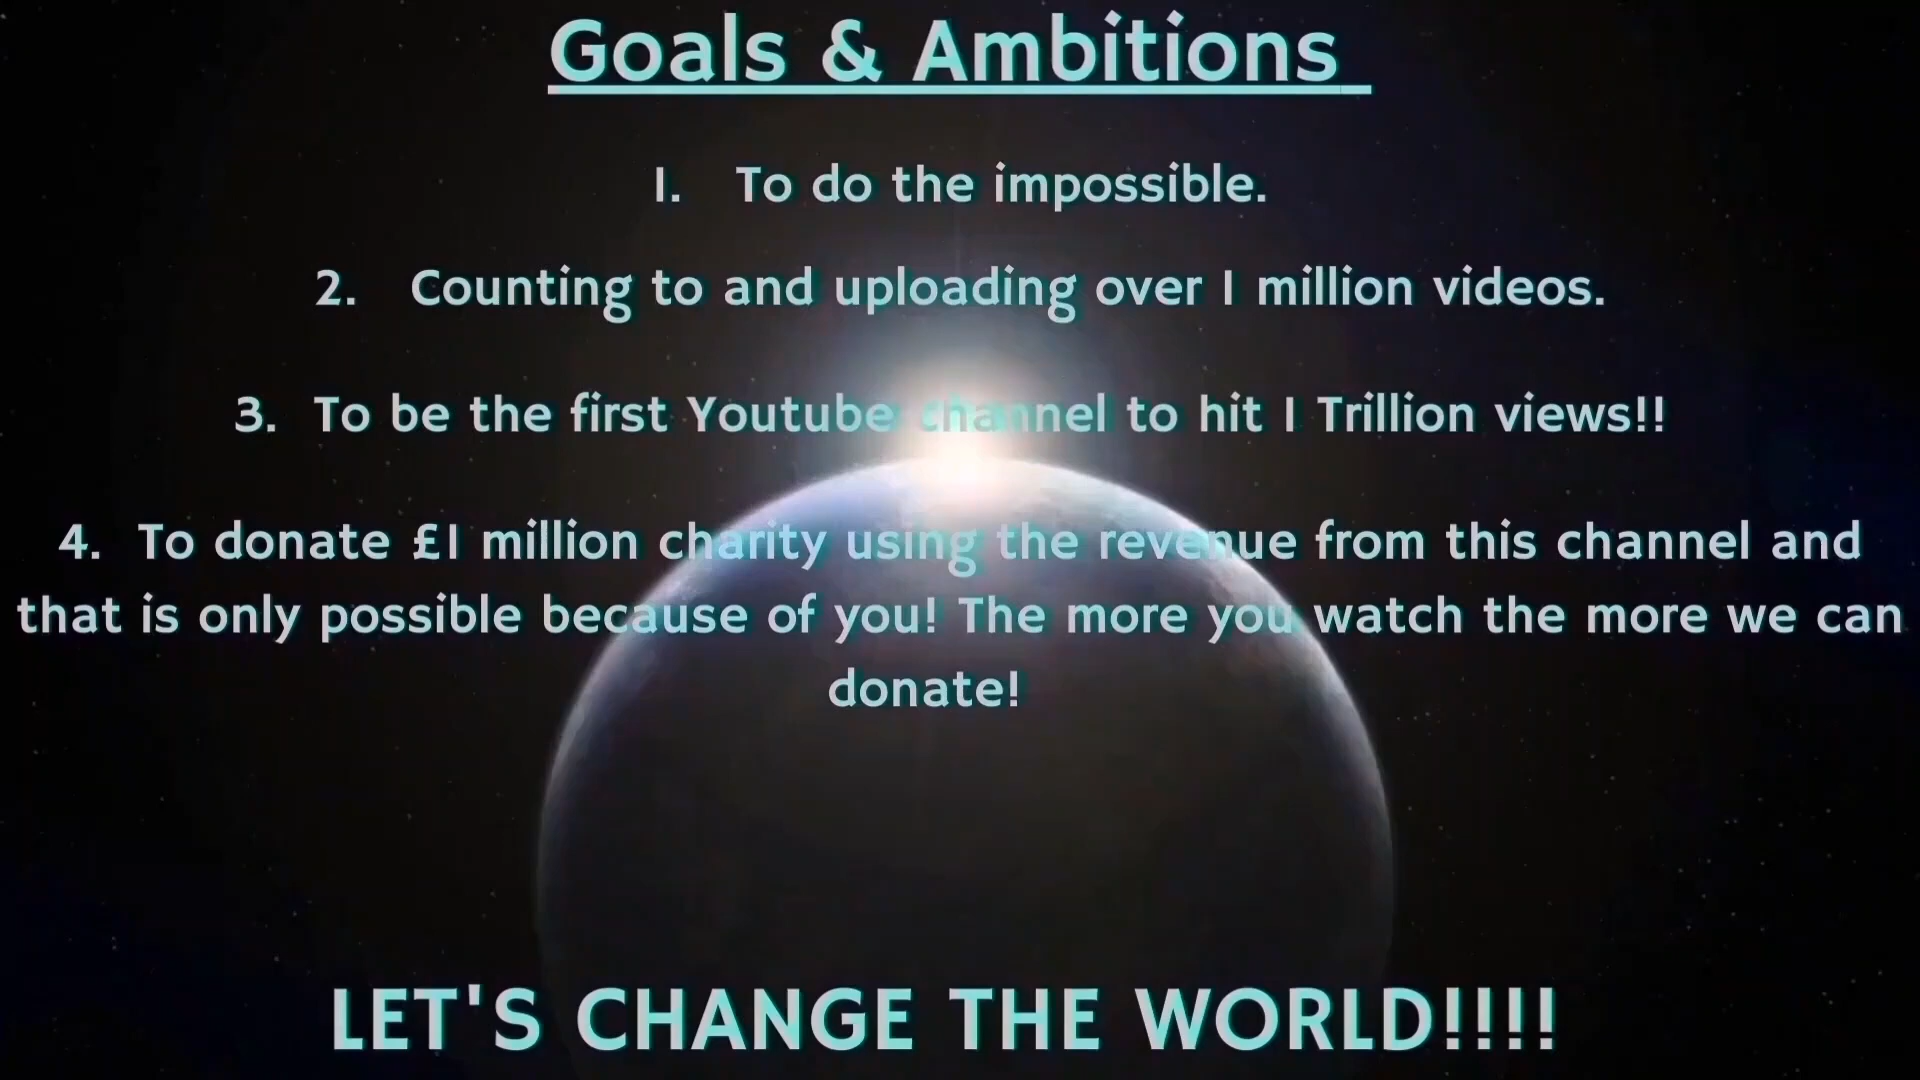 Goals & Ambitions
1. To do the impossible.
2. Counting to and uploading over 1 million videos.
3. To be the first Youtube channel to hit 1 Trillion views!!
4. To donate £1 million charity using the revenue from this channel and
that is only possible because of you! The more you watch the more we can
donate!
LET'S CHANGE THE WORLD!!!!